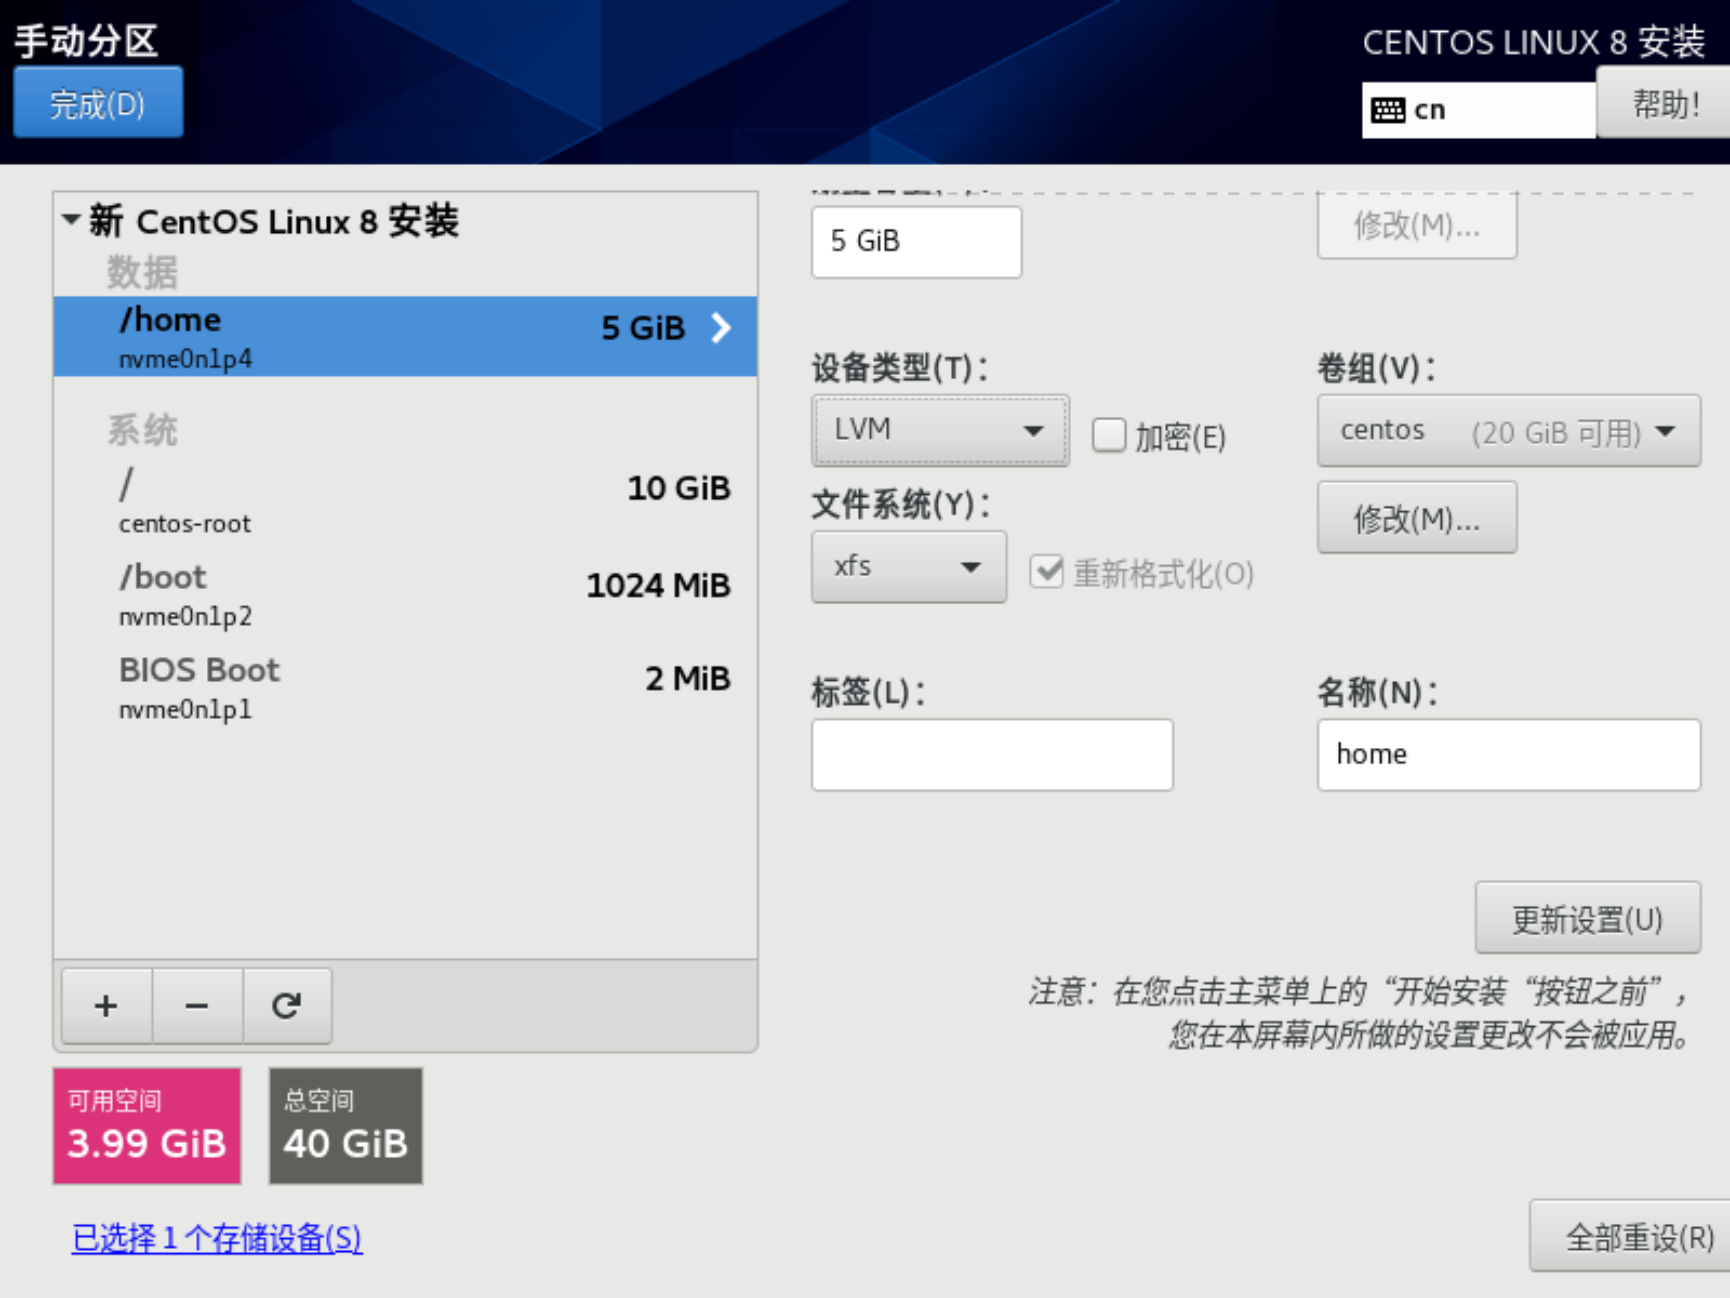 手动分区
CENTOS LINUX 8 安装
完成(D)
cn
帮助!
新 CentOS Linux 8 安装
数据
/home
5 GiB
nvme0n1p4
系统
/
10 GiB
centos-root
/boot
1024 MiB
nvme0n1p2
BIOS Boot
2 MiB
nvme0n1p1
+
−
可用空间
3.99 GiB
总空间
40 GiB
已选择 1 个存储设备(S)
5 GiB
修改(M)...
设备类型(T)：
卷组(V)：
LVM
加密(E)
centos (20 GiB 可用)
文件系统(Y)：
修改(M)...
xfs
重新格式化(O)
标签(L)：
名称(N)：
home
更新设置(U)
注意：在您点击主菜单上的“开始安装“按钮之前”，
您在本屏幕内所做的设置更改不会被应用。
全部重设(R)